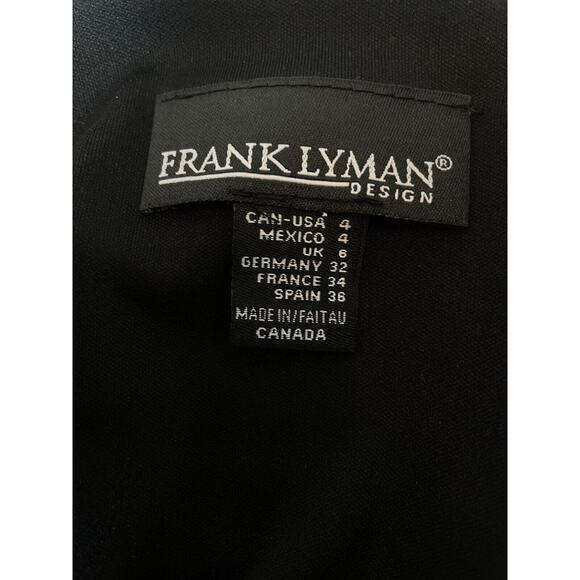 FRANK LYMAN®
DESIGN
CAN-USA 4
MEXICO 4
UK 6
GERMANY 32
FRANCE 34
SPAIN 36
MADE IN/FAIT AU
CANADA